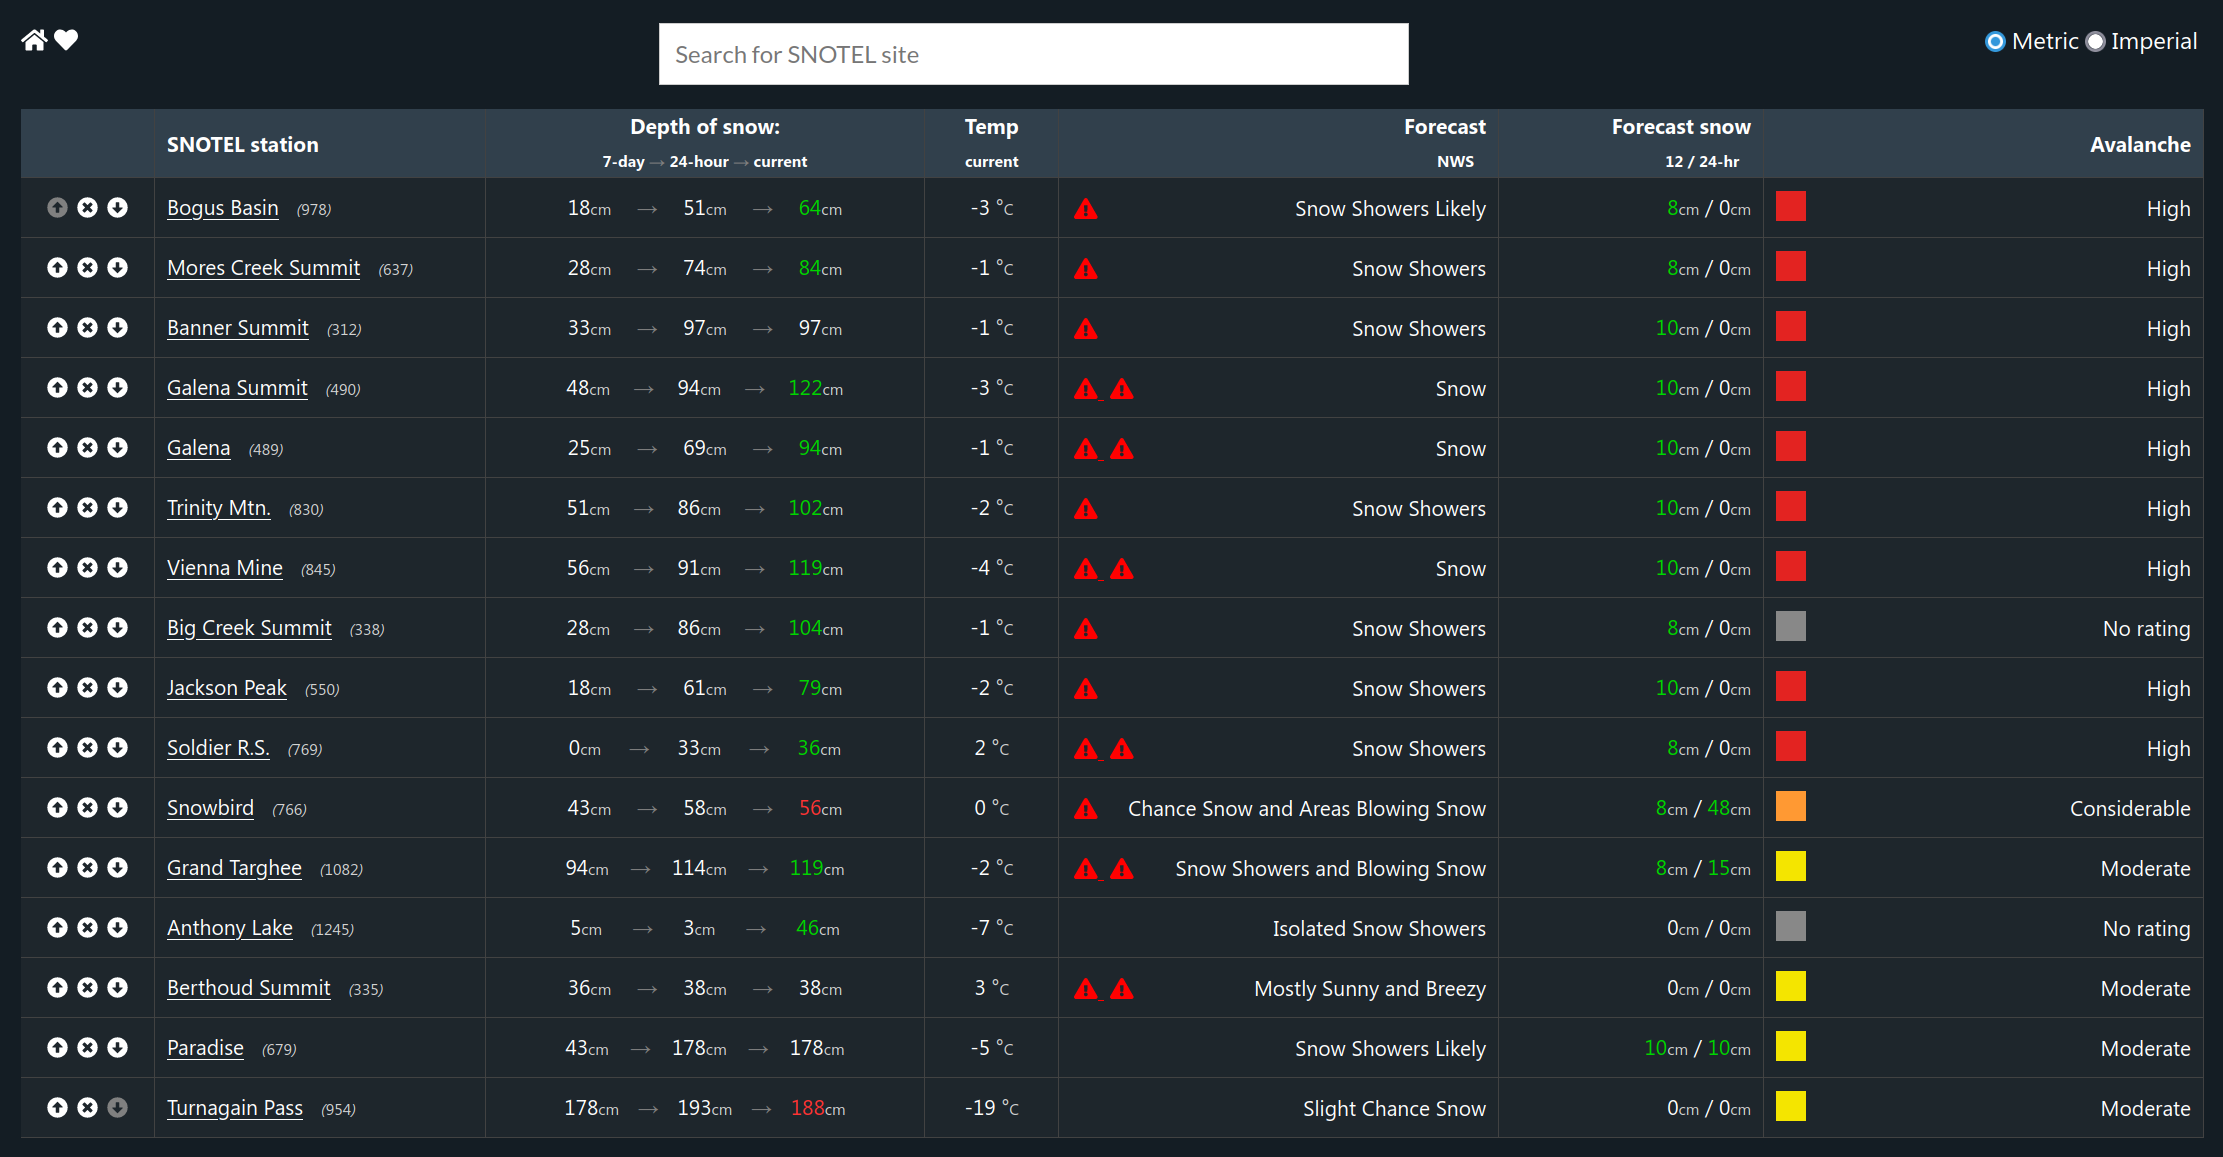 Search for SNOTEL site
Metric Imperial
SNOTEL station Depth of snow: 7-day → 24-hour → current Temp current Forecast NWS Forecast snow 12 / 24-hr Avalanche
Bogus Basin (978) 18cm → 51cm → 64cm -3 °C Snow Showers Likely 8cm / 0cm High
Mores Creek Summit (637) 28cm → 74cm → 84cm -1 °C Snow Showers 8cm / 0cm High
Banner Summit (312) 33cm → 97cm → 97cm -1 °C Snow Showers 10cm / 0cm High
Galena Summit (490) 48cm → 94cm → 122cm -3 °C Snow 10cm / 0cm High
Galena (489) 25cm → 69cm → 94cm -1 °C Snow 10cm / 0cm High
Trinity Mtn. (830) 51cm → 86cm → 102cm -2 °C Snow Showers 10cm / 0cm High
Vienna Mine (845) 56cm → 91cm → 119cm -4 °C Snow 10cm / 0cm High
Big Creek Summit (338) 28cm → 86cm → 104cm -1 °C Snow Showers 8cm / 0cm No rating
Jackson Peak (550) 18cm → 61cm → 79cm -2 °C Snow Showers 10cm / 0cm High
Soldier R.S. (769) 0cm → 33cm → 36cm 2 °C Snow Showers 8cm / 0cm High
Snowbird (766) 43cm → 58cm → 56cm 0 °C Chance Snow and Areas Blowing Snow 8cm / 48cm Considerable
Grand Targhee (1082) 94cm → 114cm → 119cm -2 °C Snow Showers and Blowing Snow 8cm / 15cm Moderate
Anthony Lake (1245) 5cm → 3cm → 46cm -7 °C Isolated Snow Showers 0cm / 0cm No rating
Berthoud Summit (335) 36cm → 38cm → 38cm 3 °C Mostly Sunny and Breezy 0cm / 0cm Moderate
Paradise (679) 43cm → 178cm → 178cm -5 °C Snow Showers Likely 10cm / 10cm Moderate
Turnagain Pass (954) 178cm → 193cm → 188cm -19 °C Slight Chance Snow 0cm / 0cm Moderate